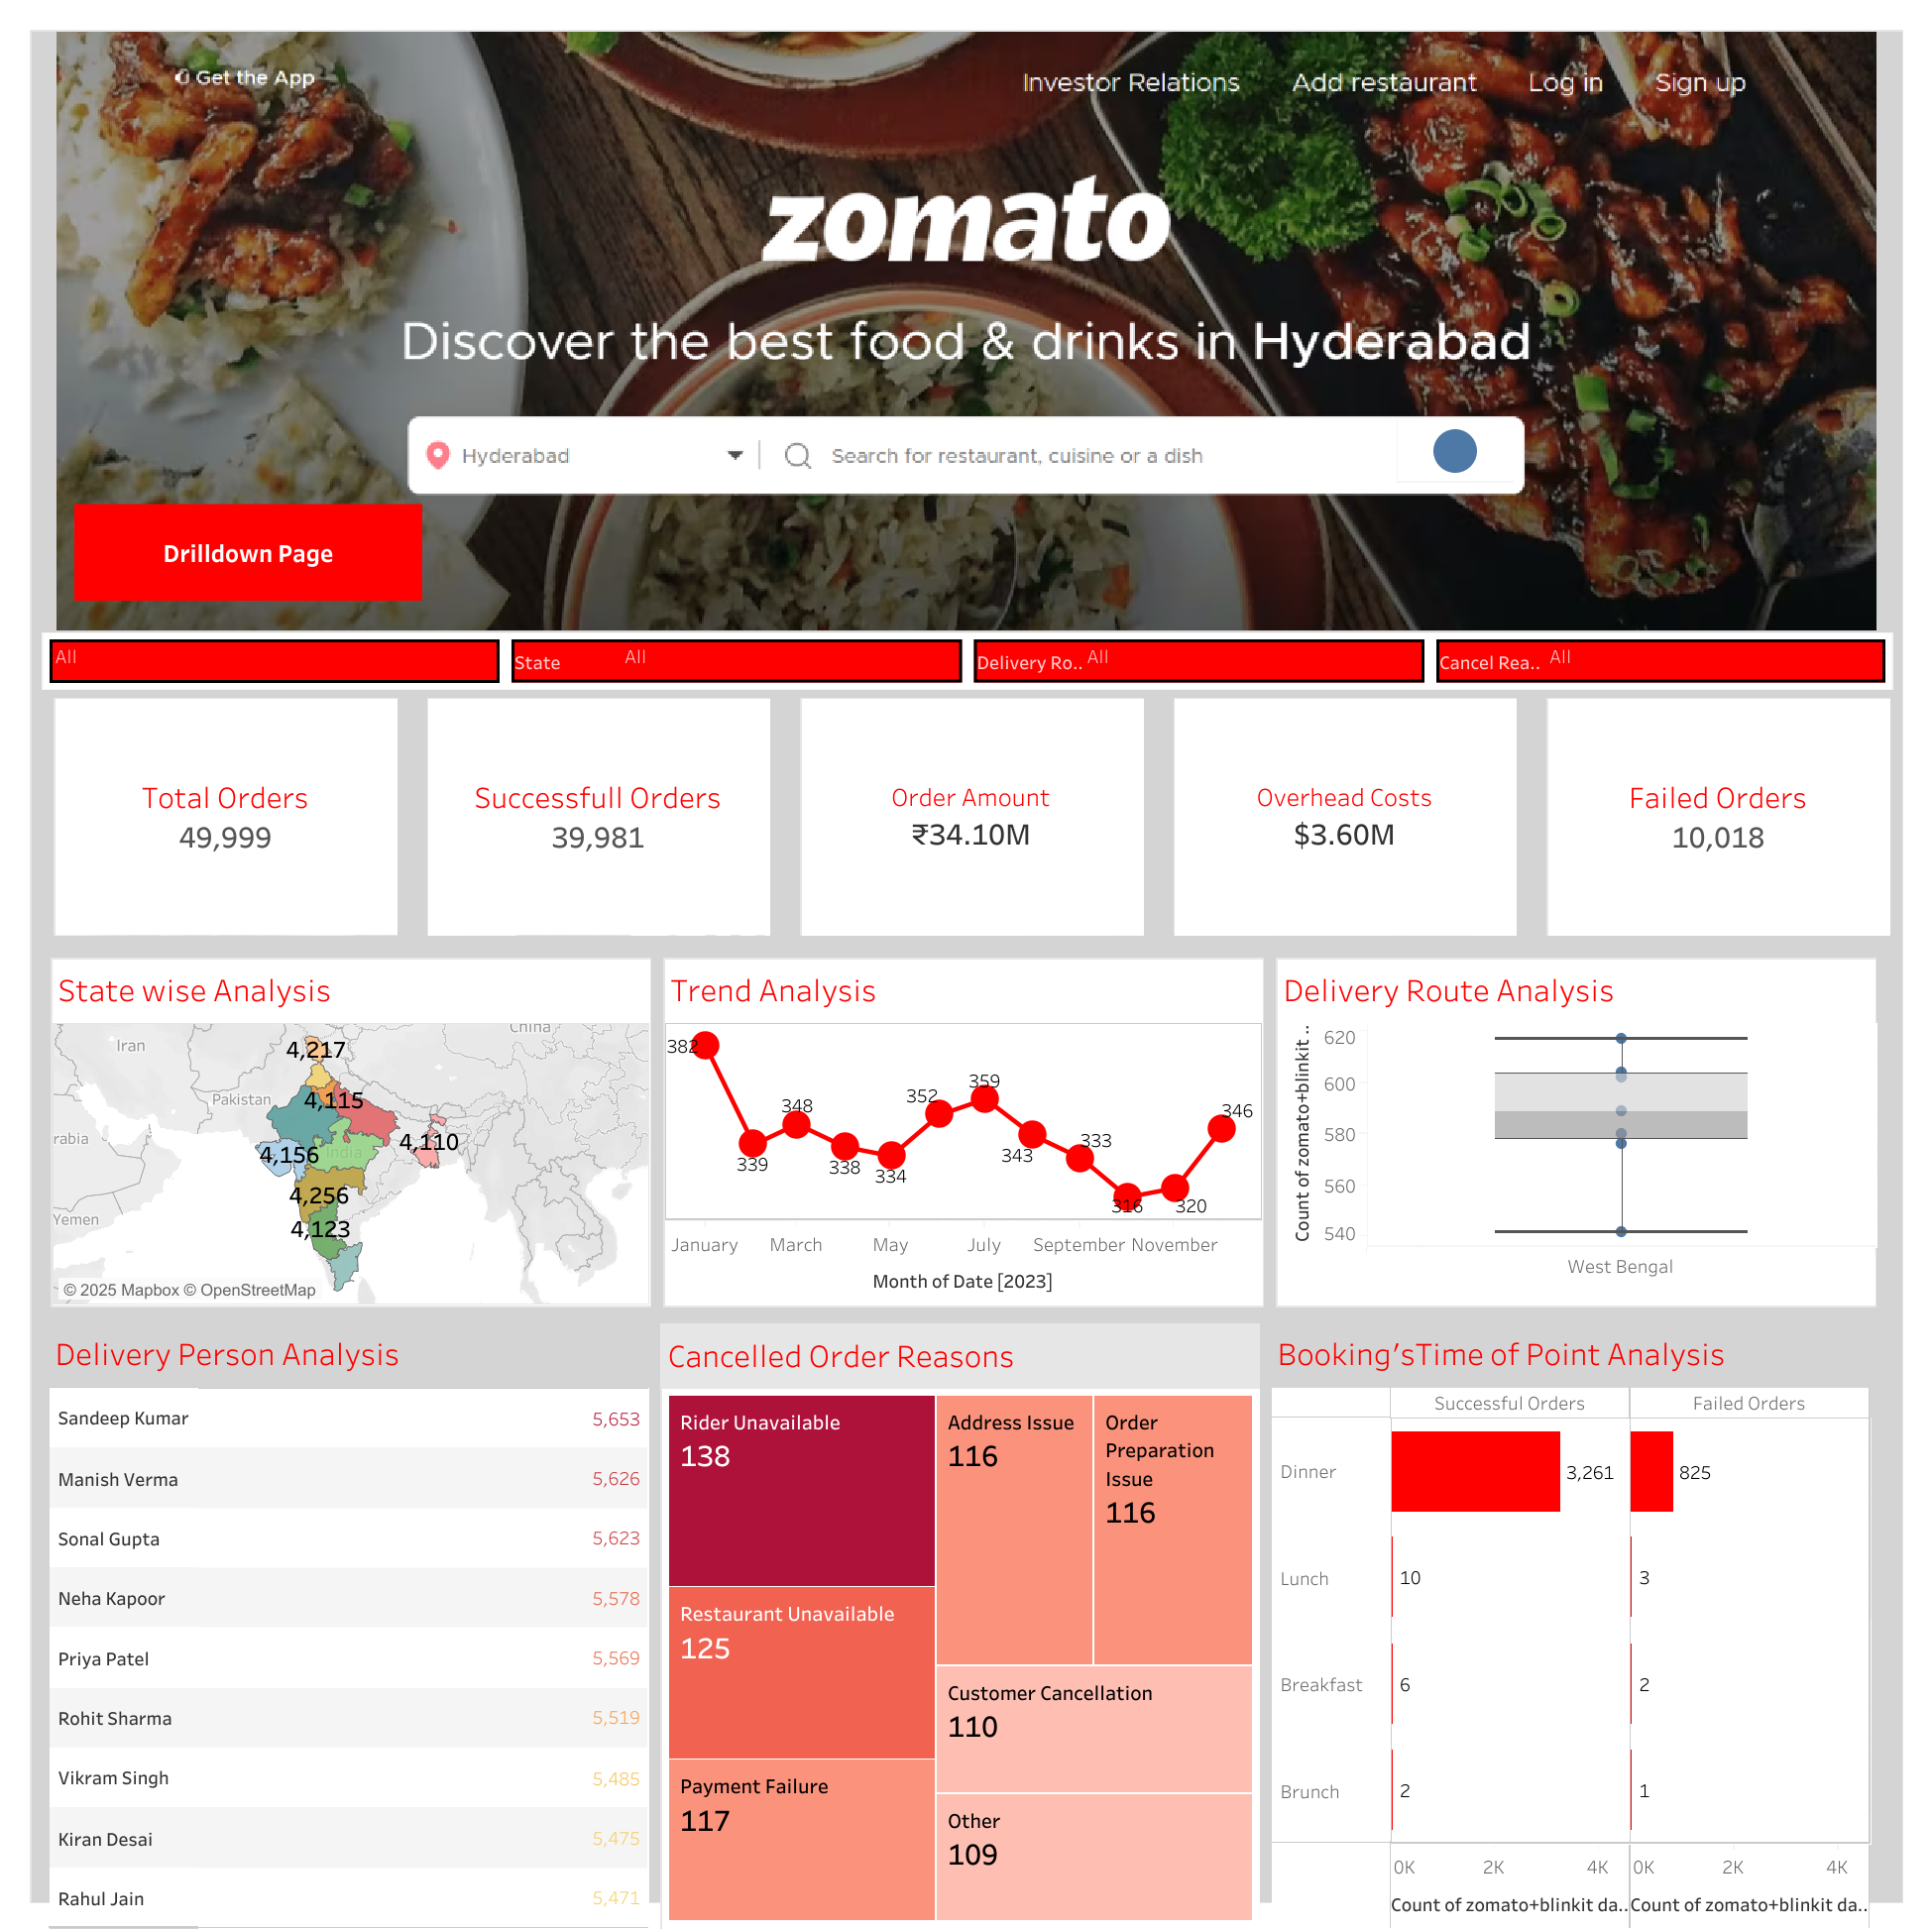 Get the App
Investor Relations
Add restaurant
Log in
Sign up
zomato
Discover the best food & drinks in Hyderabad
Hyderabad
Search for restaurant, cuisine or a dish
Drilldown Page
All
State All
Delivery Ro.. All
Cancel Rea.. All
Total Orders
49,999
Successfull Orders
39,981
Order Amount
₹34.10M
Overhead Costs
$3.60M
Failed Orders
10,018
State wise Analysis
China
Iran
4,217
Pakistan
4,115
rabia
4,110
4,156
India
4,256
Yemen
4,123
© 2025 Mapbox © OpenStreetMap
Trend Analysis
382
339
348
338
334
352
359
343
333
316
320
346
January
March
May
July
September
November
Month of Date [2023]
Delivery Route Analysis
Count of zomato+blinkit ..
620
600
580
560
540
West Bengal
Delivery Person Analysis
Sandeep Kumar 5,653
Manish Verma 5,626
Sonal Gupta 5,623
Neha Kapoor 5,578
Priya Patel 5,569
Rohit Sharma 5,519
Vikram Singh 5,485
Kiran Desai 5,475
Rahul Jain 5,471
Cancelled Order Reasons
Rider Unavailable
138
Restaurant Unavailable
125
Payment Failure
117
Address Issue
116
Order
Preparation
Issue
116
Customer Cancellation
110
Other
109
Booking'sTime of Point Analysis
Successful Orders
Failed Orders
Dinner 3,261 825
Lunch 10 3
Breakfast 6 2
Brunch 2 1
0K 2K 4K
0K 2K 4K
Count of zomato+blinkit da..
Count of zomato+blinkit da..